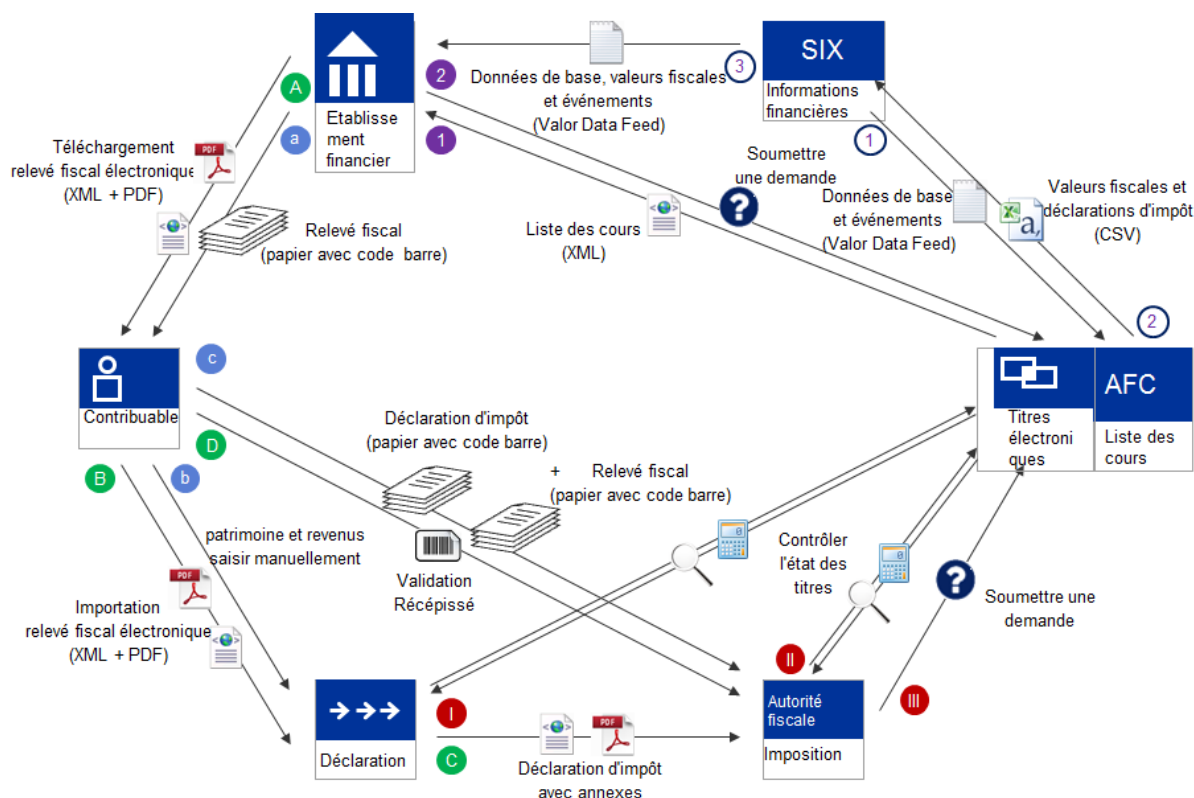 SIX
Informations
financières
Etablisse
ment
financier
A
a
2
1
3
1
Données de base, valeurs fiscales
et événements
(Valor Data Feed)
Téléchargement
relevé fiscal électronique
(XML + PDF)
PDF
Relevé fiscal
(papier avec code barre)
Liste des cours
(XML)
Soumettre
une demande
?
Données de base
et événements
(Valor Data Feed)
a,
Valeurs fiscales et
déclarations d'impôt
(CSV)
2
Contribuable
c
D
B
b
Titres
électroni
ques
AFC
Liste des
cours
Déclaration d'impôt
(papier avec code barre)
+ Relevé fiscal
(papier avec code barre)
patrimoine et revenus
saisir manuellement
Validation
Récépissé
Contrôler
l'état des
titres
?
Soumettre une
demande
PDF
Importation
relevé fiscal électronique
(XML + PDF)
Déclaration
I
C
PDF
Déclaration d'impôt
avec annexes
II
III
Autorité
fiscale
Imposition